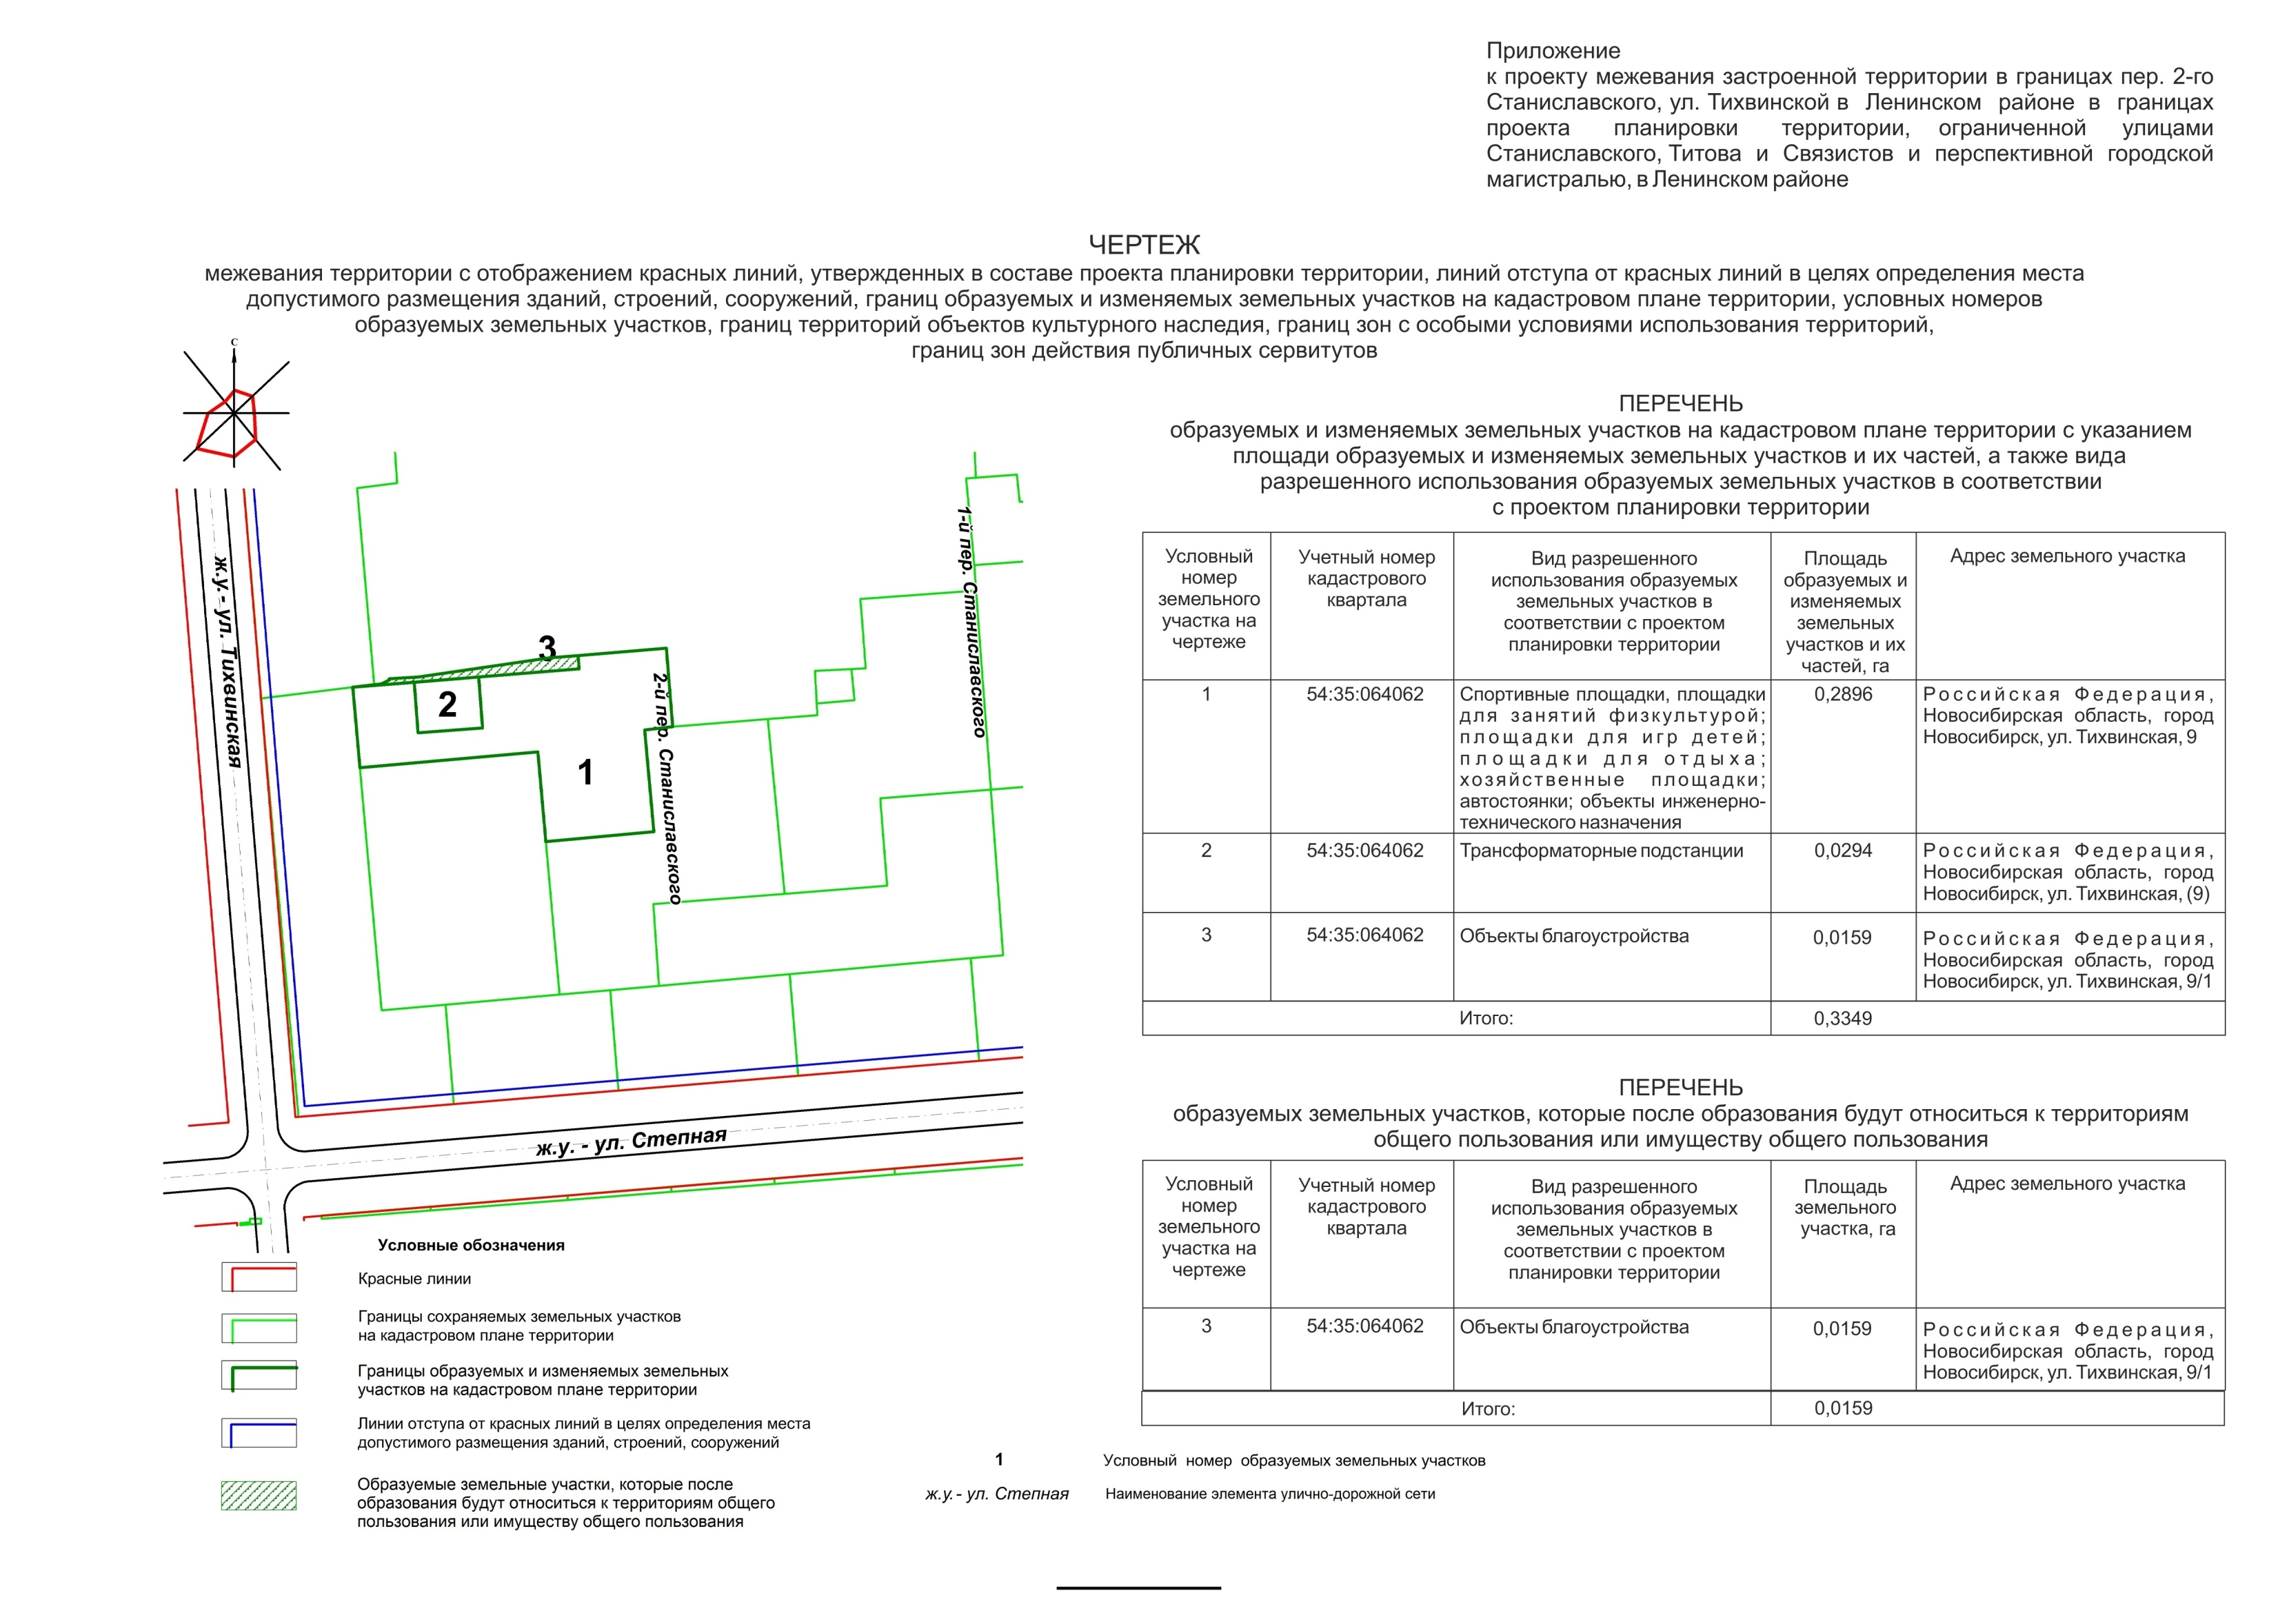 Приложение
к проекту межевания застроенной территории в границах пер. 2-го
Станиславского, ул. Тихвинской в Ленинском районе в границах
проекта планировки территории, ограниченной улицами
Станиславского, Титова и Связистов и перспективной городской
магистралью, в Ленинском районе
ЧЕРТЕЖ
межевания территории с отображением красных линий, утвержденных в составе проекта планировки территории, линий отступа от красных линий в целях определения места
допустимого размещения зданий, строений, сооружений, границ образуемых и изменяемых земельных участков на кадастровом плане территории, условных номеров
образуемых земельных участков, границ территорий объектов культурного наследия, границ зон с особыми условиями использования территорий,
границ зон действия публичных сервитутов
С
ж.у.- ул. Тихвинская
1-й пер. Станиславского
2-й пер. Станиславского
3
2
1
ж.у. - ул. Степная
ПЕРЕЧЕНЬ
образуемых и изменяемых земельных участков на кадастровом плане территории с указанием
площади образуемых и изменяемых земельных участков и их частей, а также вида
разрешенного использования образуемых земельных участков в соответствии
с проектом планировки территории
Условный
номер
земельного
участка на
чертеже
Учетный номер
кадастрового
квартала
Вид разрешенного
использования образуемых
земельных участков в
соответствии с проектом
планировки территории
Площадь
образуемых и
изменяемых
земельных
участков и их
частей, га
Адрес земельного участка
1
54:35:064062
Спортивные площадки, площадки
для занятий физкультурой;
площадки для игр детей;
площадки для отдыха;
хозяйственные площадки;
автостоянки; объекты инженерно-
технического назначения
0,2896
Российская Федерация,
Новосибирская область, город
Новосибирск, ул. Тихвинская, 9
2
54:35:064062
Трансформаторные подстанции
0,0294
Российская Федерация,
Новосибирская область, город
Новосибирск, ул. Тихвинская, (9)
3
54:35:064062
Объекты благоустройства
0,0159
Российская Федерация,
Новосибирская область, город
Новосибирск, ул. Тихвинская, 9/1
Итого:
0,3349
ПЕРЕЧЕНЬ
образуемых земельных участков, которые после образования будут относиться к территориям
общего пользования или имуществу общего пользования
Условный
номер
земельного
участка на
чертеже
Учетный номер
кадастрового
квартала
Вид разрешенного
использования образуемых
земельных участков в
соответствии с проектом
планировки территории
Площадь
земельного
участка, га
Адрес земельного участка
3
54:35:064062
Объекты благоустройства
0,0159
Российская Федерация,
Новосибирская область, город
Новосибирск, ул. Тихвинская, 9/1
Итого:
0,0159
Условные обозначения
Красные линии
Границы сохраняемых земельных участков
на кадастровом плане территории
Границы образуемых и изменяемых земельных
участков на кадастровом плане территории
Линии отступа от красных линий в целях определения места
допустимого размещения зданий, строений, сооружений
Образуемые земельные участки, которые после
образования будут относиться к территориям общего
пользования или имуществу общего пользования
1 Условный номер образуемых земельных участков
ж.у.- ул. Степная Наименование элемента улично-дорожной сети